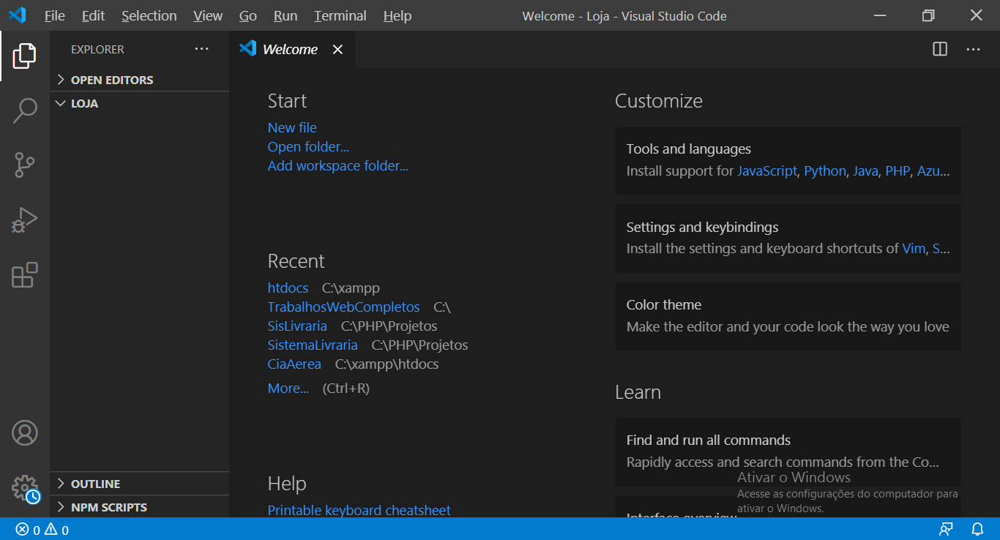 File Edit Selection View Go Run Terminal Help Welcome - Loja - Visual Studio Code
EXPLORER
OPEN EDITORS
LOJA
OUTLINE
NPM SCRIPTS
Welcome
Start
New file
Open folder...
Add workspace folder...
Recent
htdocs C:\xampp
TrabalhosWebCompletos C:\
SisLivraria C:\PHP\Projetos
SistemaLivraria C:\PHP\Projetos
CiaAerea C:\xampp\htdocs
More... (Ctrl+R)
Help
Printable keyboard cheatsheet
Customize
Tools and languages
Install support for JavaScript, Python, Java, PHP, Azu...
Settings and keybindings
Install the settings and keyboard shortcuts of Vim, S...
Color theme
Make the editor and your code look the way you love
Learn
Find and run all commands
Rapidly access and search commands from the Co...
Interface overview
Ativar o Windows
Acesse as configurações do computador para
ativar o Windows.
0 0